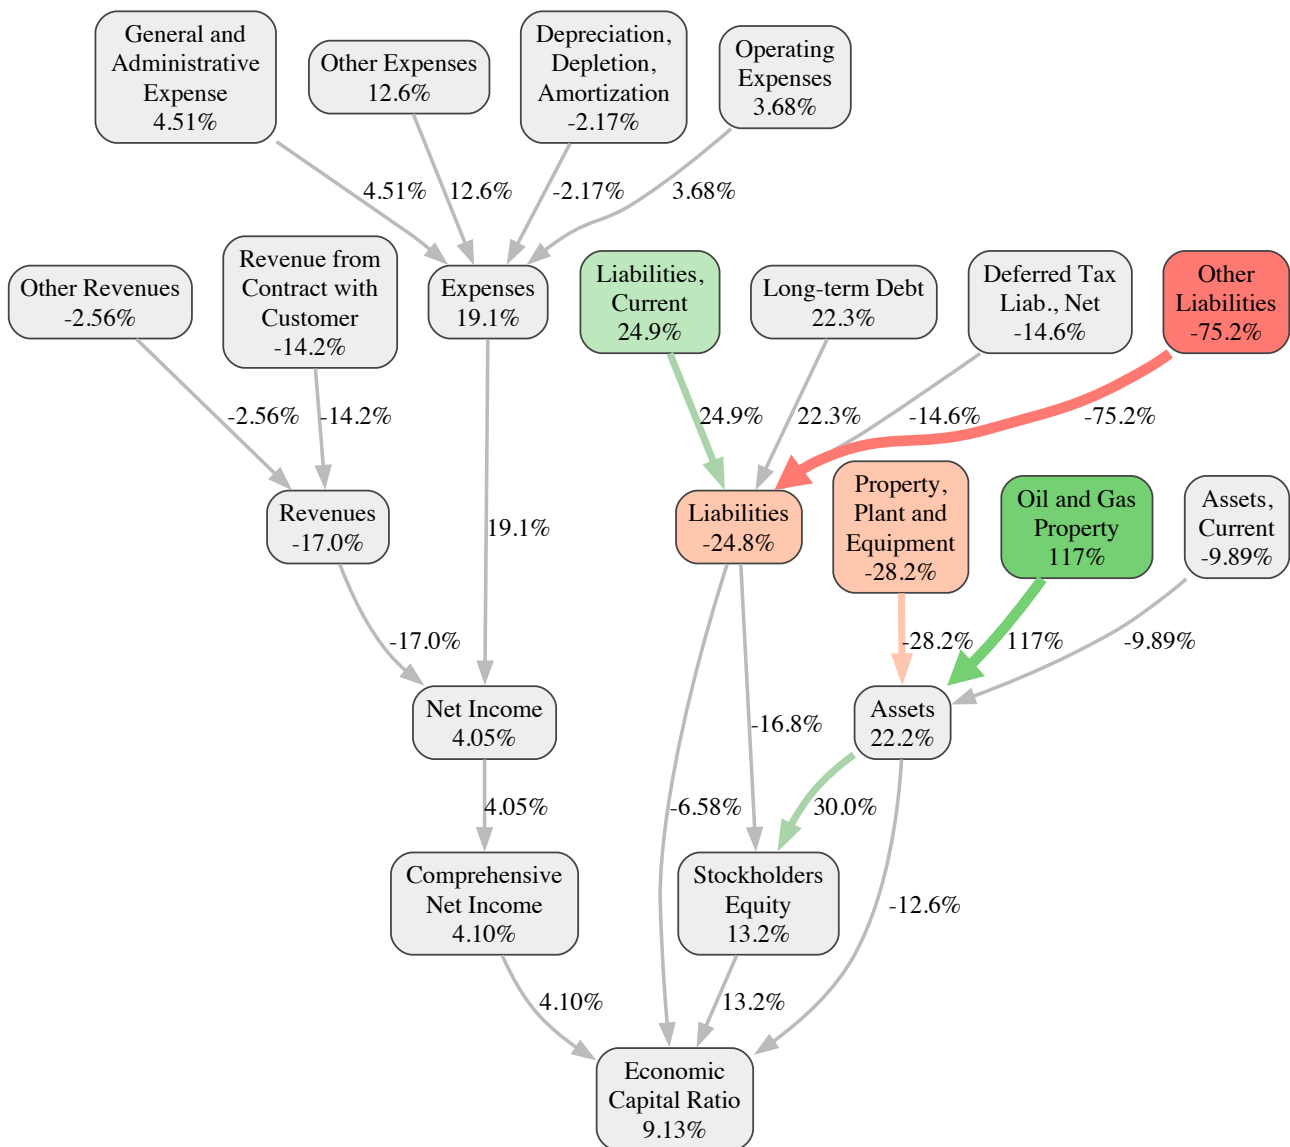 General and
Administrative
Expense
4.51%
Other Expenses
12.6%
Depreciation,
Depletion,
Amortization
-2.17%
Operating
Expenses
3.68%
4.51%
12.6%
-2.17%
3.68%
Other Revenues
-2.56%
Revenue from
Contract with
Customer
-14.2%
Expenses
19.1%
Liabilities,
Current
24.9%
Long-term Debt
22.3%
Deferred Tax
Liab., Net
-14.6%
Other
Liabilities
-75.2%
-2.56%
-14.2%
24.9%
22.3%
-14.6%
-75.2%
Revenues
-17.0%
19.1%
Liabilities
-24.8%
Property,
Plant and
Equipment
-28.2%
Oil and Gas
Property
117%
Assets,
Current
-9.89%
-17.0%
-28.2%
117%
-9.89%
Net Income
4.05%
-16.8%
Assets
22.2%
4.05%
-6.58%
30.0%
Comprehensive
Net Income
4.10%
Stockholders
Equity
13.2%
-12.6%
4.10%
13.2%
Economic
Capital Ratio
9.13%